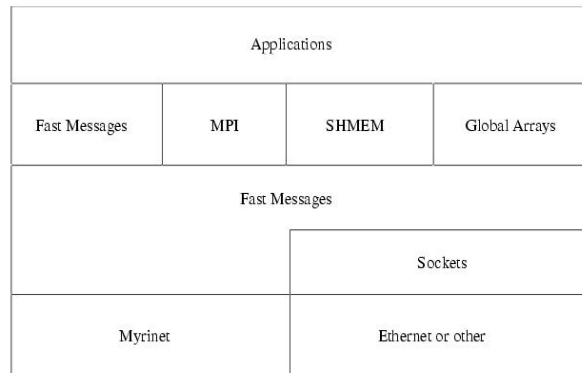 Applications
Fast Messages
MPI
SHMEM
Global Arrays
Fast Messages
Sockets
Myrinet
Ethernet or other